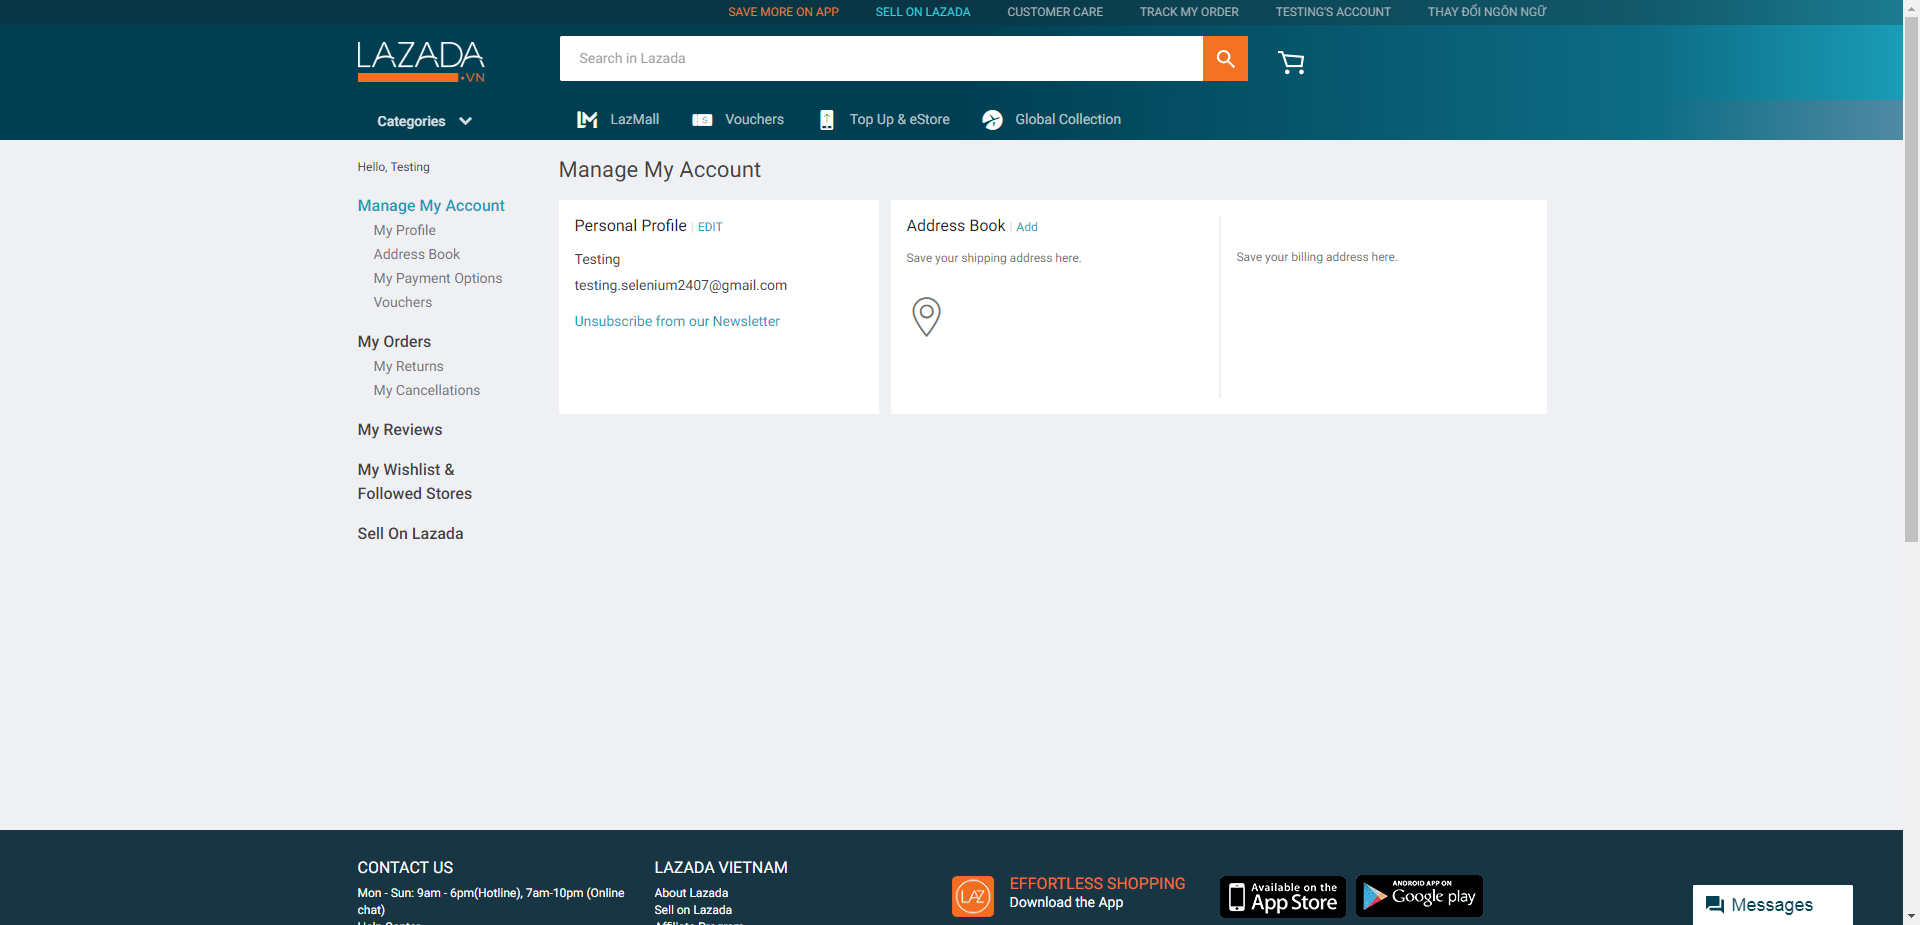 SAVE MORE ON APP SELL ON LAZADA CUSTOMER CARE TRACK MY ORDER TESTING'S ACCOUNT THAY ĐỔI NGÔN NGỮ
LAZADA
.VN
Search in Lazada
Categories LazMall Vouchers Top Up & eStore Global Collection
Hello, Testing
Manage My Account
My Profile
Address Book
My Payment Options
Vouchers
My Orders
My Returns
My Cancellations
My Reviews
My Wishlist &
Followed Stores
Sell On Lazada
Manage My Account
Personal Profile | EDIT
Testing
testing.selenium2407@gmail.com
Unsubscribe from our Newsletter
Address Book | Add
Save your shipping address here.
Save your billing address here.
CONTACT US
Mon - Sun: 9am - 6pm(Hotline), 7am-10pm (Online
chat)
Help Center
LAZADA VIETNAM
About Lazada
Sell on Lazada
Affiliate Program
LAZ
EFFORTLESS SHOPPING
Download the App
Available on the
App Store
ANDROID APP ON
Google play
Messages